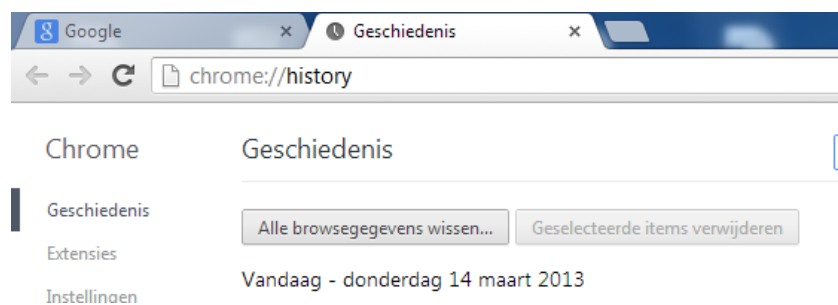 Google
Geschiedenis
chrome://history
Chrome
Geschiedenis
Geschiedenis
Alle browsegegevens wissen...
Geselecteerde items verwijderen
Extensies
Vandaag - donderdag 14 maart 2013
Instellingen